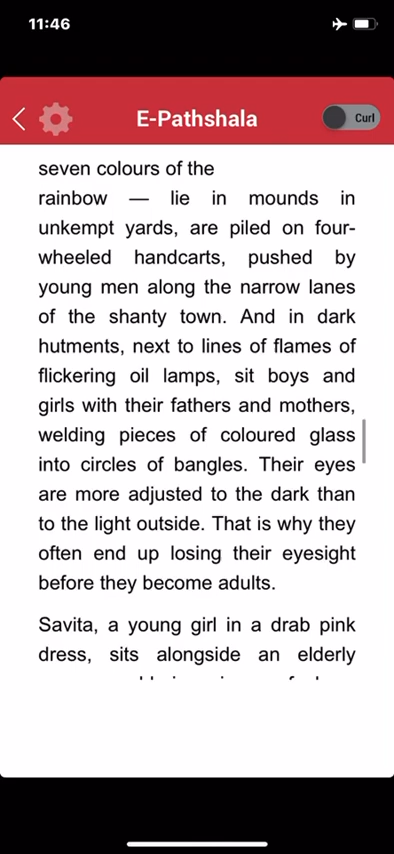 11:46
E-Pathshala
Curl
seven colours of the
rainbow — lie in mounds in
unkempt yards, are piled on four-
wheeled handcarts, pushed by
young men along the narrow lanes
of the shanty town. And in dark
hutments, next to lines of flames of
flickering oil lamps, sit boys and
girls with their fathers and mothers,
welding pieces of coloured glass
into circles of bangles. Their eyes
are more adjusted to the dark than
to the light outside. That is why they
often end up losing their eyesight
before they become adults.
Savita, a young girl in a drab pink
dress, sits alongside an elderly